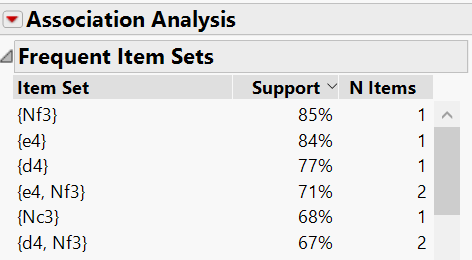 Association Analysis
Frequent Item Sets
Item Set Support N Items
{Nf3} 85% 1
{e4} 84% 1
{d4} 77% 1
{e4, Nf3} 71% 2
{Nc3} 68% 1
{d4, Nf3} 67% 2